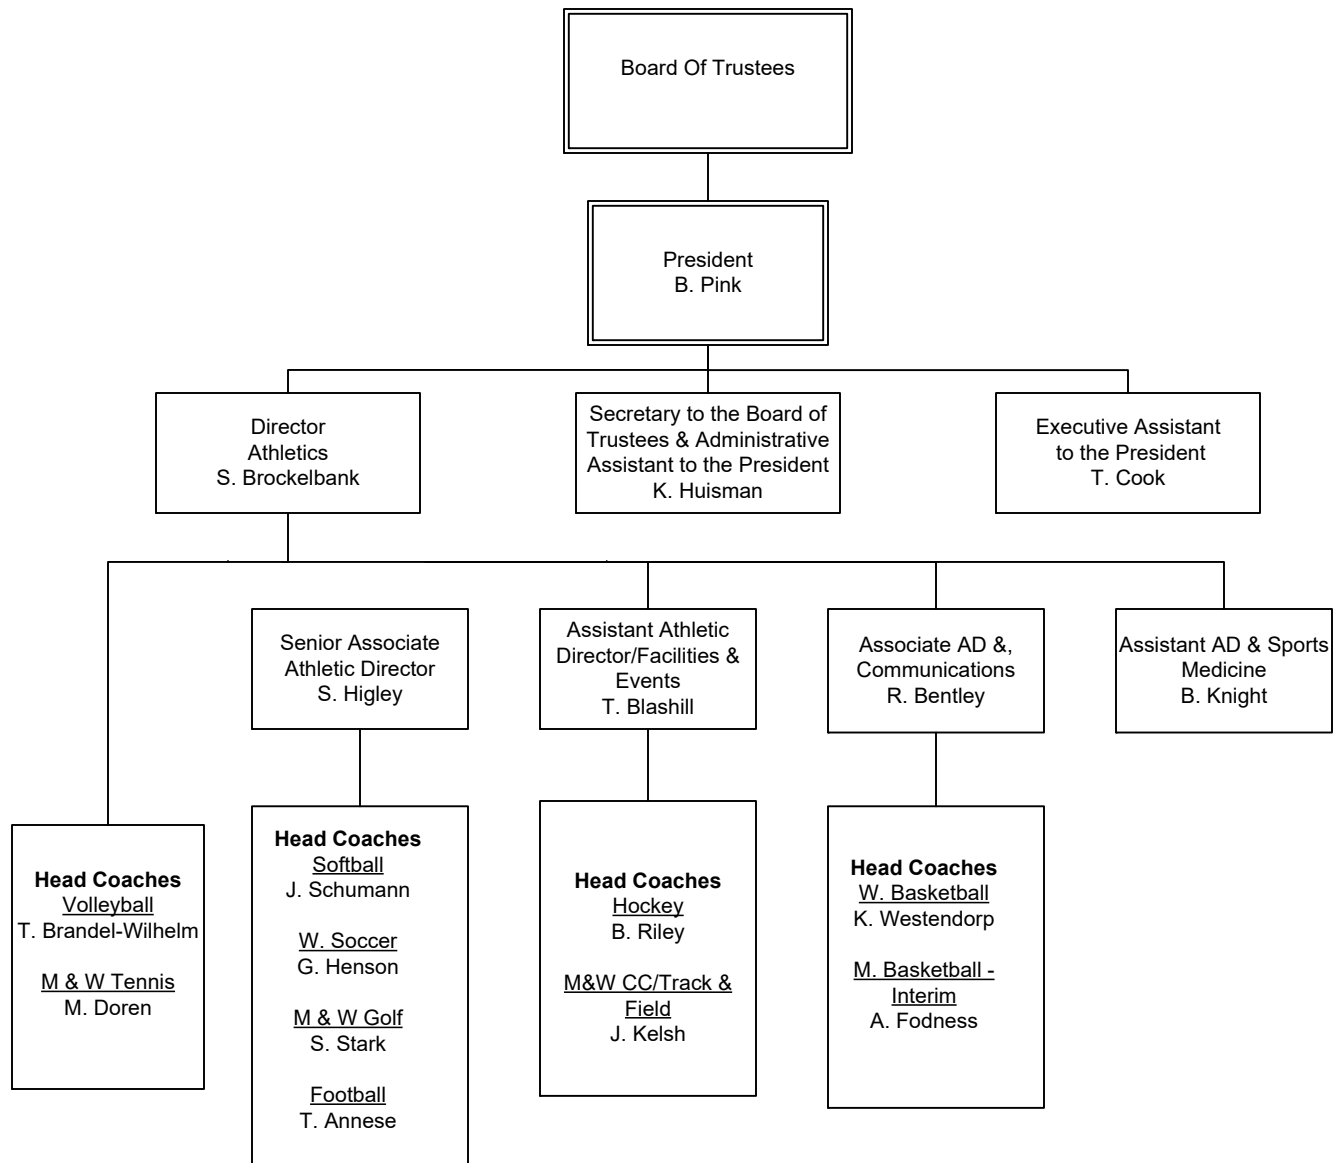 Board Of Trustees
President
B. Pink
Director
Athletics
S. Brockelbank
Secretary to the Board of
Trustees & Administrative
Assistant to the President
K. Huisman
Executive Assistant
to the President
T. Cook
Senior Associate
Athletic Director
S. Higley
Assistant Athletic
Director/Facilities &
Events
T. Blashill
Associate AD &,
Communications
R. Bentley
Assistant AD & Sports
Medicine
B. Knight
Head Coaches
Volleyball
T. Brandel-Wilhelm
M & W Tennis
M. Doren
Head Coaches
Softball
J. Schumann
W. Soccer
G. Henson
M & W Golf
S. Stark
Football
T. Annese
Head Coaches
Hockey
B. Riley
M&W CC/Track &
Field
J. Kelsh
Head Coaches
W. Basketball
K. Westendorp
M. Basketball -
Interim
A. Fodness